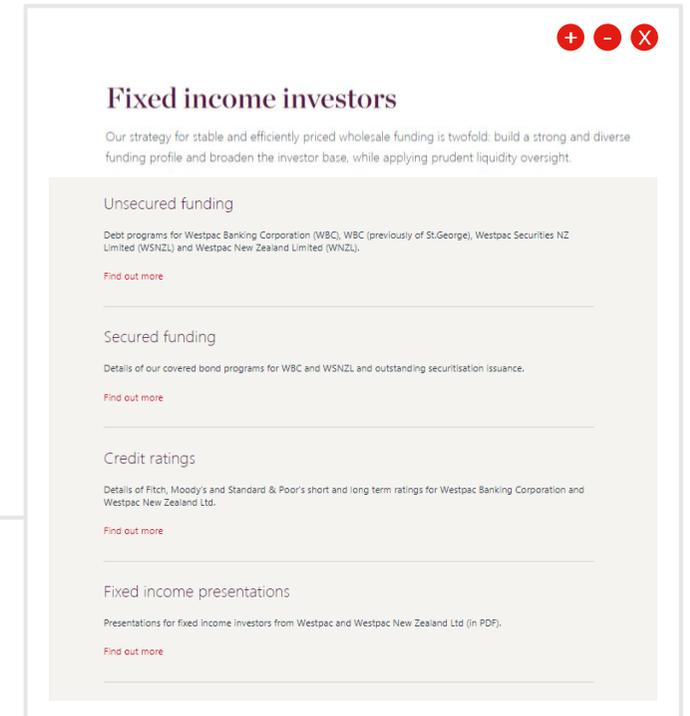 + - X
Fixed income investors
Our strategy for stable and efficiently priced wholesale funding is twofold: build a strong and diverse
funding profile and broaden the investor base, while applying prudent liquidity oversight.
Unsecured funding
Debt programs for Westpac Banking Corporation (WBC), WBC (previously of St.George), Westpac Securities NZ
Limited (WSNZL) and Westpac New Zealand Limited (WNZL).
Find out more
Secured funding
Details of our covered bond programs for WBC and WSNZL and outstanding securitisation issuance.
Find out more
Credit ratings
Details of Fitch, Moody's and Standard & Poor's short and long term ratings for Westpac Banking Corporation and
Westpac New Zealand Ltd.
Find out more
Fixed income presentations
Presentations for fixed income investors from Westpac and Westpac New Zealand Ltd (in PDF).
Find out more